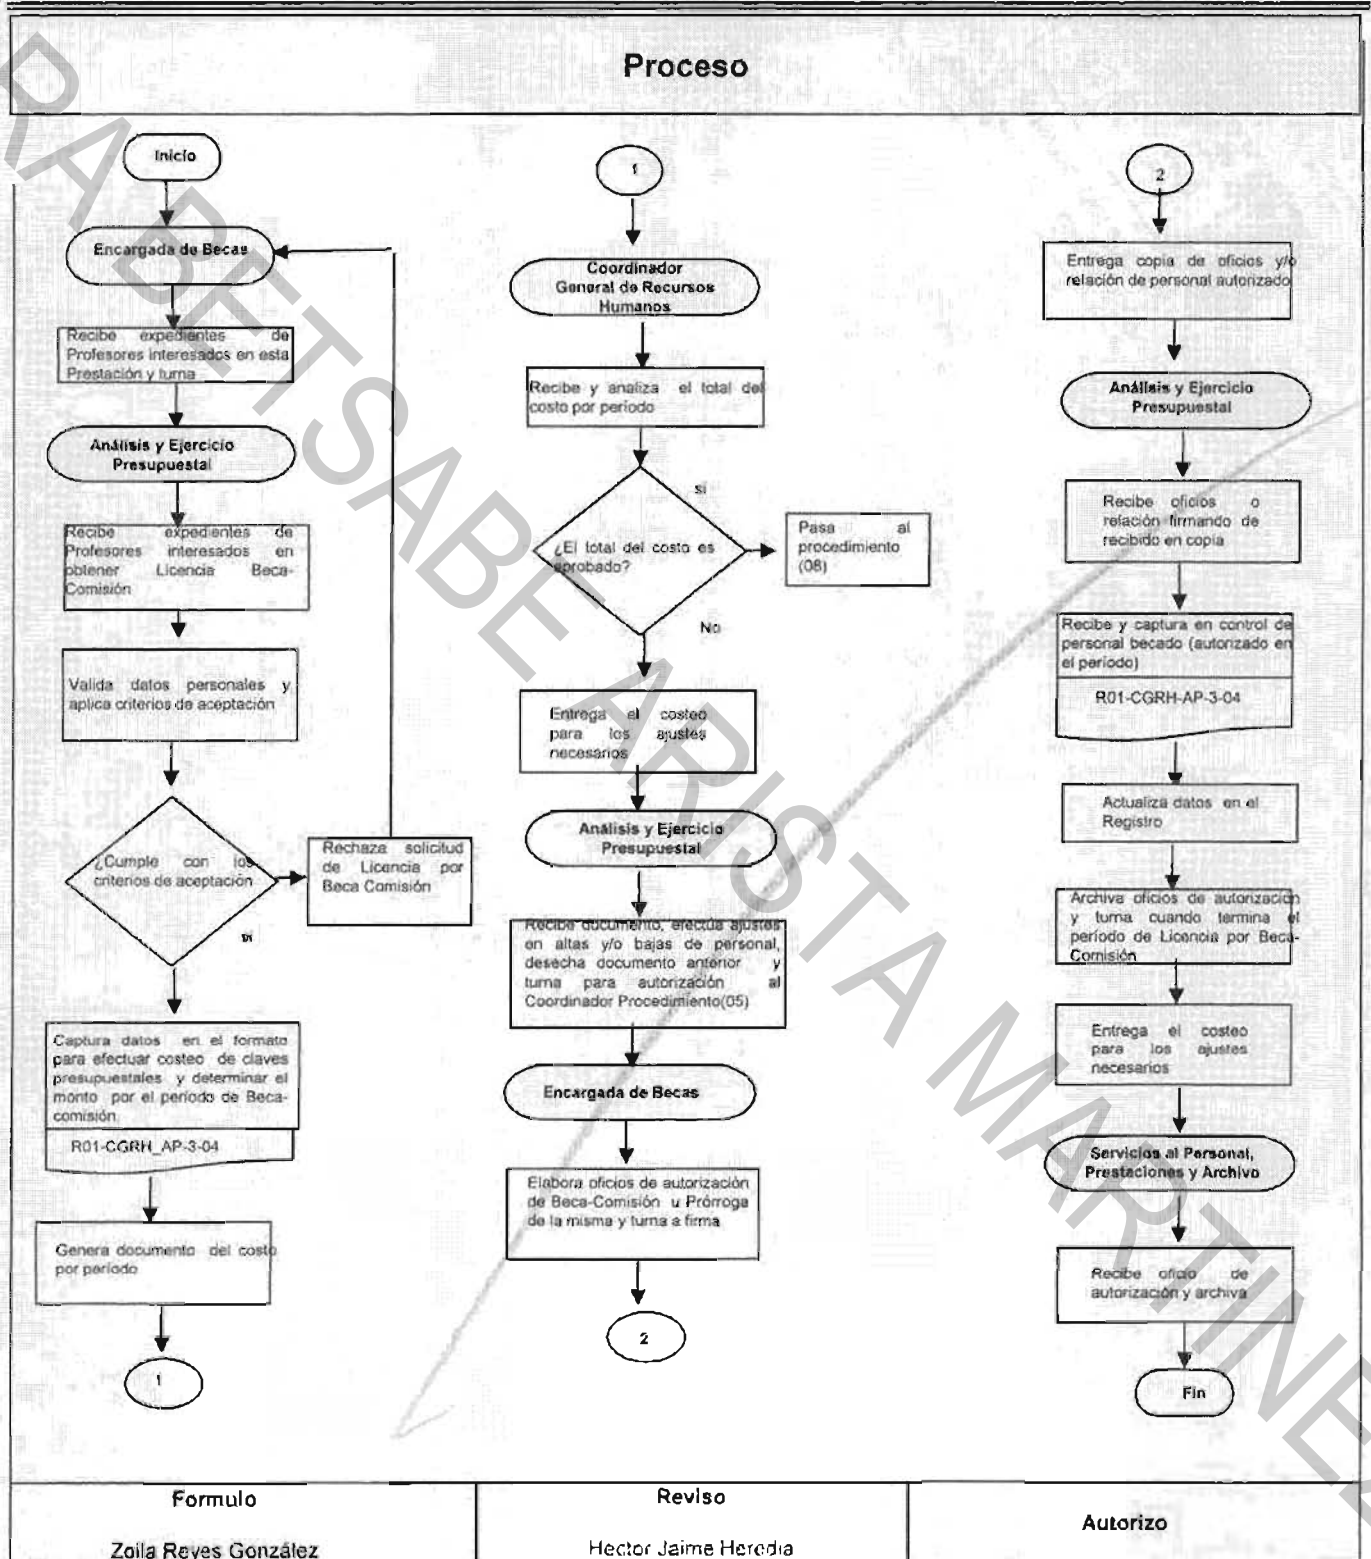 Proceso
Inicio
Encargada de Becas
Recibe expedientes de
Profesores interesados en esta
Prestación y turna
Análisis y Ejercicio
Presupuestal
Recibe expedientes de
Profesores interesados en
obtener Licencia Beca-
Comisión
Valida datos personales y
aplica criterios de aceptación
¿Cumple con los
criterios de aceptación
Rechaza solicitud
de Licencia por
Beca Comisión
Captura datos en el formato
para efectuar costeo de claves
presupuestales y determinar el
monto por el período de Beca-
comisión
R01-CGRH_AP-3-04
Genera documento del costo
por período
1
1
Coordinador
General de Recursos
Humanos
Recibe y analiza el total del
costo por período
si
¿El total del costo es
aprobado?
Pasa al
procedimiento
(08)
No
Entrega el costeo
para los ajustes
necesarios
Análisis y Ejercicio
Presupuestal
Recibe documento, efectúa ajustes
en altas y/o bajas de personal,
desecha documento anterior y
turna para autorización al
Coordinador Procedimiento(05)
Encargada de Becas
Elabora oficios de autorización
de Beca-Comisión u Prórroga
de la misma y turna a firma
2
2
Entrega copia de oficios y/o
relación de personal autorizado
Análisis y Ejercicio
Presupuestal
Recibe oficios o
relación firmando de
recibido en copia
Recibe y captura en control de
personal becado (autorizado en
el período)
R01-CGRH-AP-3-04
Actualiza datos en el
Registro
Archiva oficios de autorización
y turna cuando termina el
período de Licencia por Beca-
Comisión
Entrega el costeo
para los ajustes
necesarios
Servicios al Personal,
Prestaciones y Archivo
Recibe oficio de
autorización y archiva
Fin
Formulo
Zoila Reyes González
Reviso
Hector Jaime Heredia
Autorizo
RA BETSABE ARISTA MARTINEZ